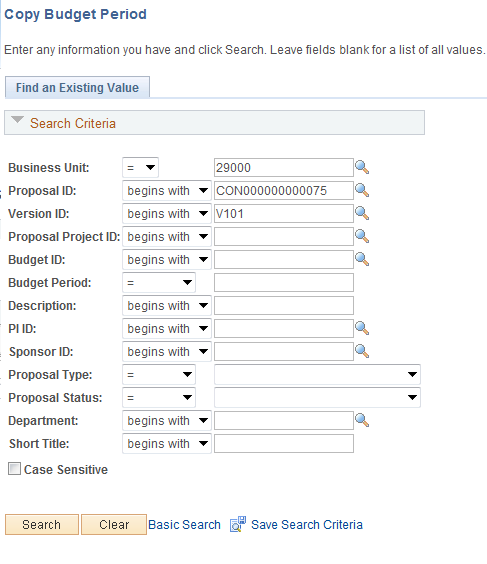 Copy Budget Period
Enter any information you have and click Search. Leave fields blank for a list of all values.
Find an Existing Value
Search Criteria
Business Unit: = 29000
Proposal ID: begins with CON000000000075
Version ID: begins with V101
Proposal Project ID: begins with
Budget ID: begins with
Budget Period: =
Description: begins with
PI ID: begins with
Sponsor ID: begins with
Proposal Type: =
Proposal Status: =
Department: begins with
Short Title: begins with
Case Sensitive
Search Clear Basic Search Save Search Criteria